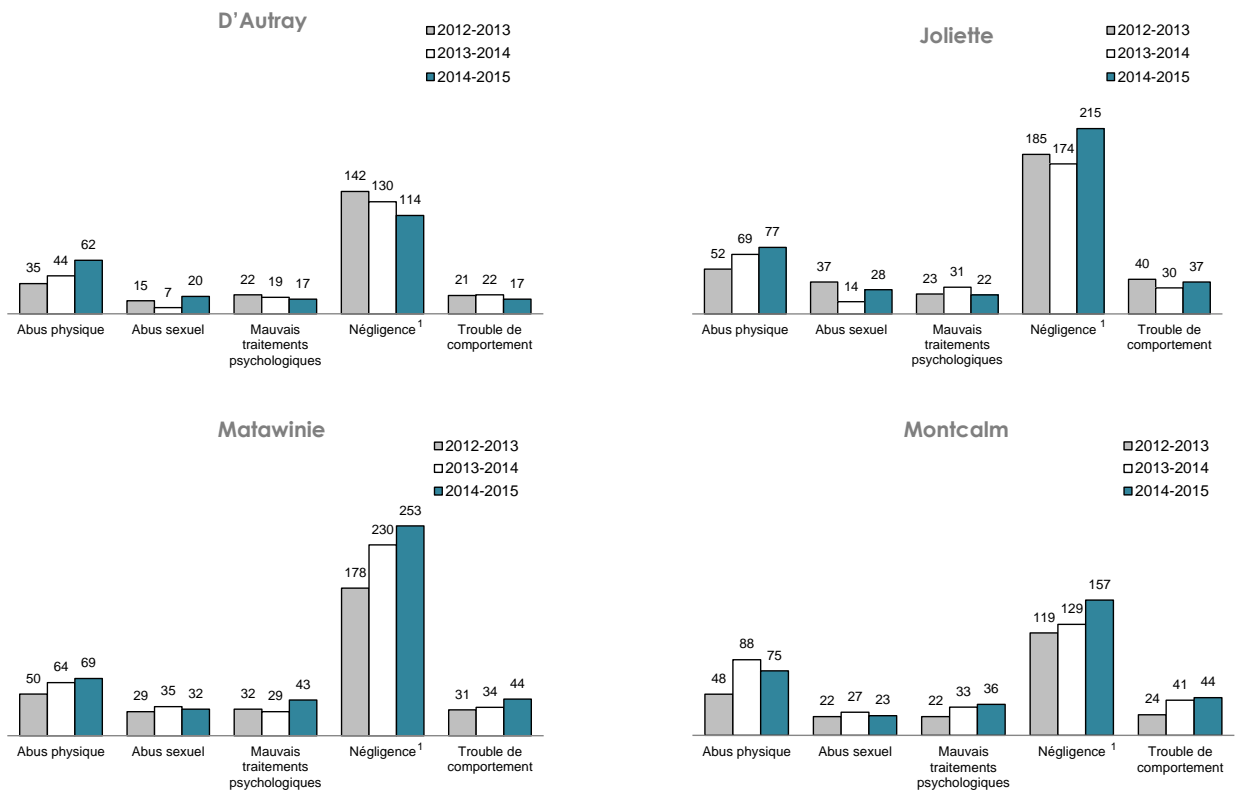 D'Autray
2012-2013
2013-2014
2014-2015
142
130
114
62
44
35
15
7
20
22
19
17
21
22
17
Abus physique
Abus sexuel
Mauvais
traitements
psychologiques
Négligence 1
Trouble de
comportement
Joliette
2012-2013
2013-2014
2014-2015
215
185
174
52
69
77
37
14
28
23
31
22
40
30
37
Abus physique
Abus sexuel
Mauvais
traitements
psychologiques
Négligence 1
Trouble de
comportement
Matawinie
2012-2013
2013-2014
2014-2015
253
230
178
50
64
69
29
35
32
32
29
43
31
34
44
Abus physique
Abus sexuel
Mauvais
traitements
psychologiques
Négligence 1
Trouble de
comportement
Montcalm
2012-2013
2013-2014
2014-2015
157
119
129
48
88
75
22
27
23
22
33
36
24
41
44
Abus physique
Abus sexuel
Mauvais
traitements
psychologiques
Négligence 1
Trouble de
comportement